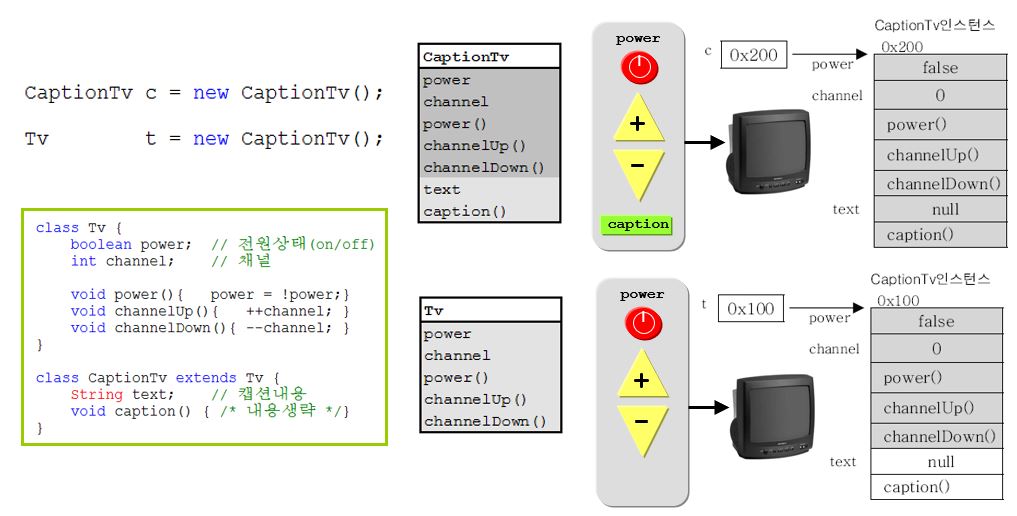 CaptionTv c = new CaptionTv();
Tv t = new CaptionTv();
class Tv {
boolean power; // 전원상태(on/off)
int channel; // 채널
void power(){ power = !power;}
void channelUp(){ ++channel; }
void channelDown(){ --channel; }
}
class CaptionTv extends Tv {
String text; // 캡션내용
void caption() { /* 내용생략 */}
}
CaptionTv
power
channel
power()
channelUp()
channelDown()
text
caption()
power
+
−
caption
c
0x200
CaptionTv인스턴스
0x200
power
false
channel
0
power()
channelUp()
channelDown()
text
null
caption()
Tv
power
channel
power()
channelUp()
channelDown()
power
+
−
t
0x100
CaptionTv인스턴스
0x100
power
false
channel
0
power()
channelUp()
channelDown()
text
null
caption()